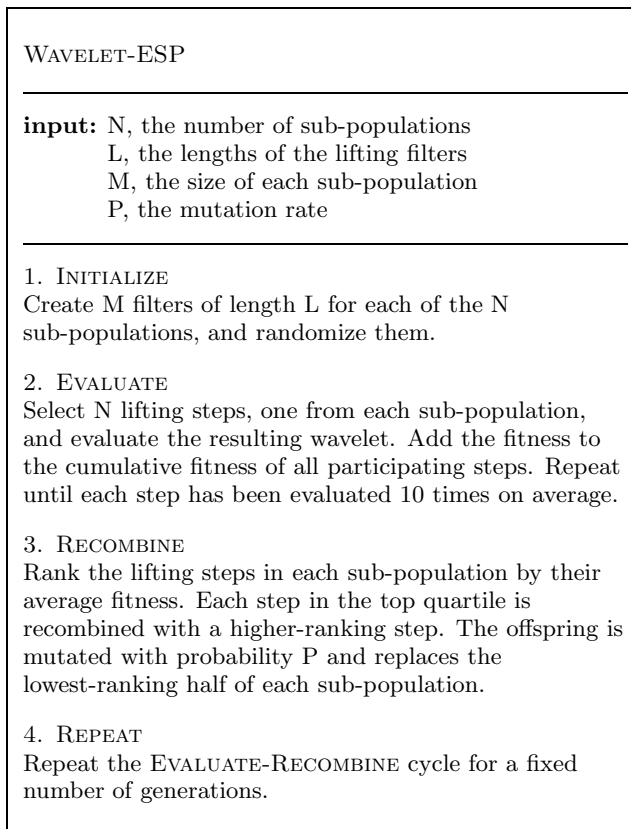 WAVELET-ESP
input: N, the number of sub-populations
L, the lengths of the lifting filters
M, the size of each sub-population
P, the mutation rate
1. INITIALIZE
Create M filters of length L for each of the N
sub-populations, and randomize them.
2. EVALUATE
Select N lifting steps, one from each sub-population,
and evaluate the resulting wavelet. Add the fitness to
the cumulative fitness of all participating steps. Repeat
until each step has been evaluated 10 times on average.
3. RECOMBINE
Rank the lifting steps in each sub-population by their
average fitness. Each step in the top quartile is
recombined with a higher-ranking step. The offspring is
mutated with probability P and replaces the
lowest-ranking half of each sub-population.
4. REPEAT
Repeat the EVALUATE-RECOMBINE cycle for a fixed
number of generations.